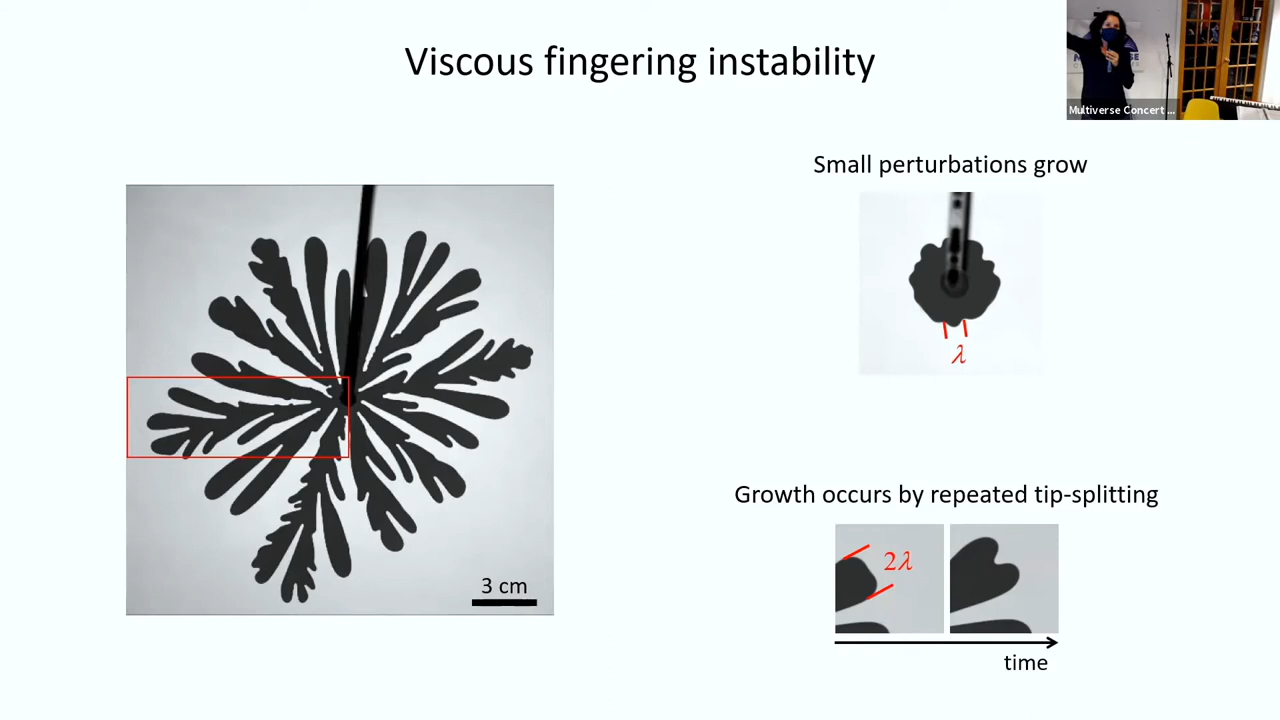 Viscous fingering instability
Multiverse Concert ...
Small perturbations grow
λ
Growth occurs by repeated tip-splitting
2λ
3 cm
time